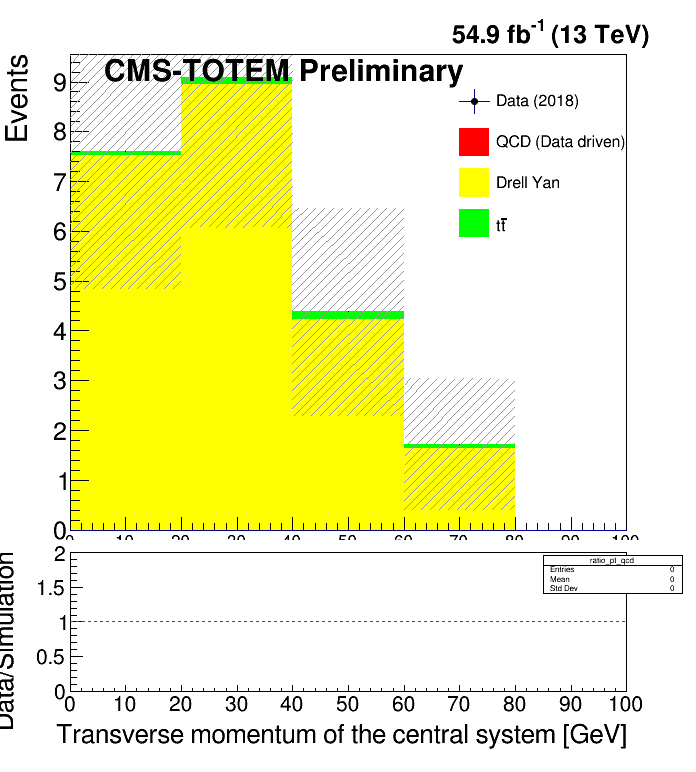 54.9 fb-1 (13 TeV)
CMS-TOTEM Preliminary
Events
9
8
7
6
5
4
3
2
1
0
Data (2018)
QCD (Data driven)
Drell Yan
tt̄
0 10 20 30 40 50 60 70 80 90 100
Data/Simulation
2
1.5
1
0.5
0
ratio_pt_qcd
Entries 0
Mean 0
Std Dev 0
0 10 20 30 40 50 60 70 80 90 100
Transverse momentum of the central system [GeV]